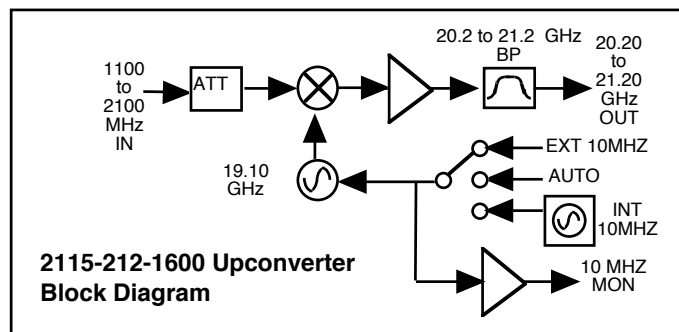 20.2 to 21.2 GHz
BP
20.20
to
21.20
GHz
OUT
1100
to
2100
MHz
IN
ATT
19.10
GHz
EXT 10MHZ
AUTO
INT
10MHZ
10 MHZ
MON
2115-212-1600 Upconverter
Block Diagram